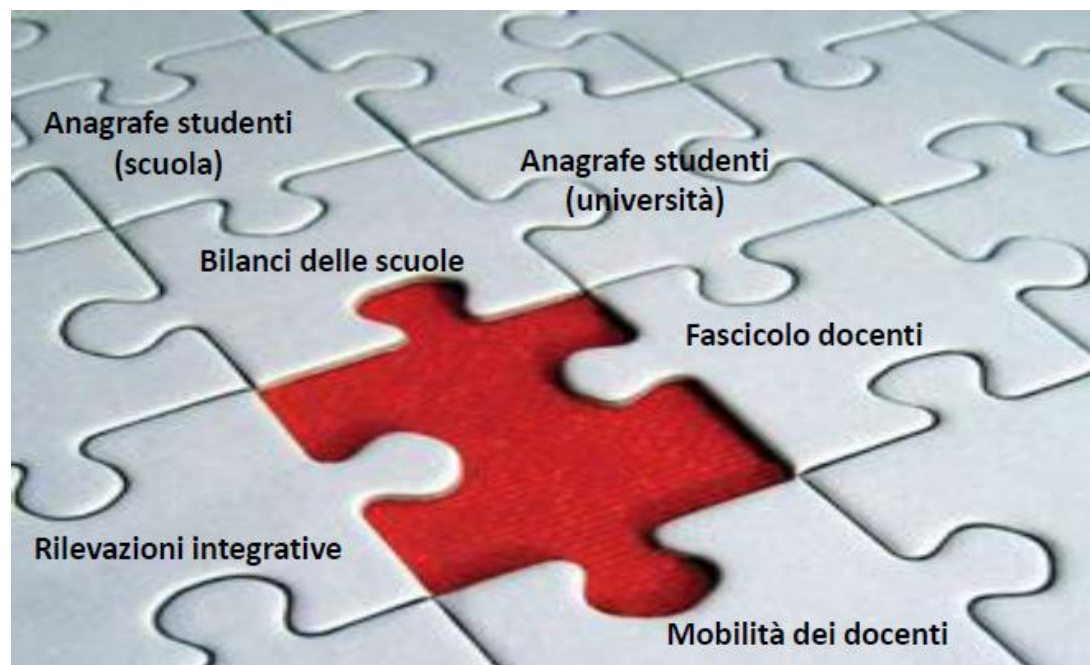 Anagrafe studenti
(scuola)
Anagrafe studenti
(università)
Bilanci delle scuole
Fascicolo docenti
Rilevazioni integrative
Mobilità dei docenti